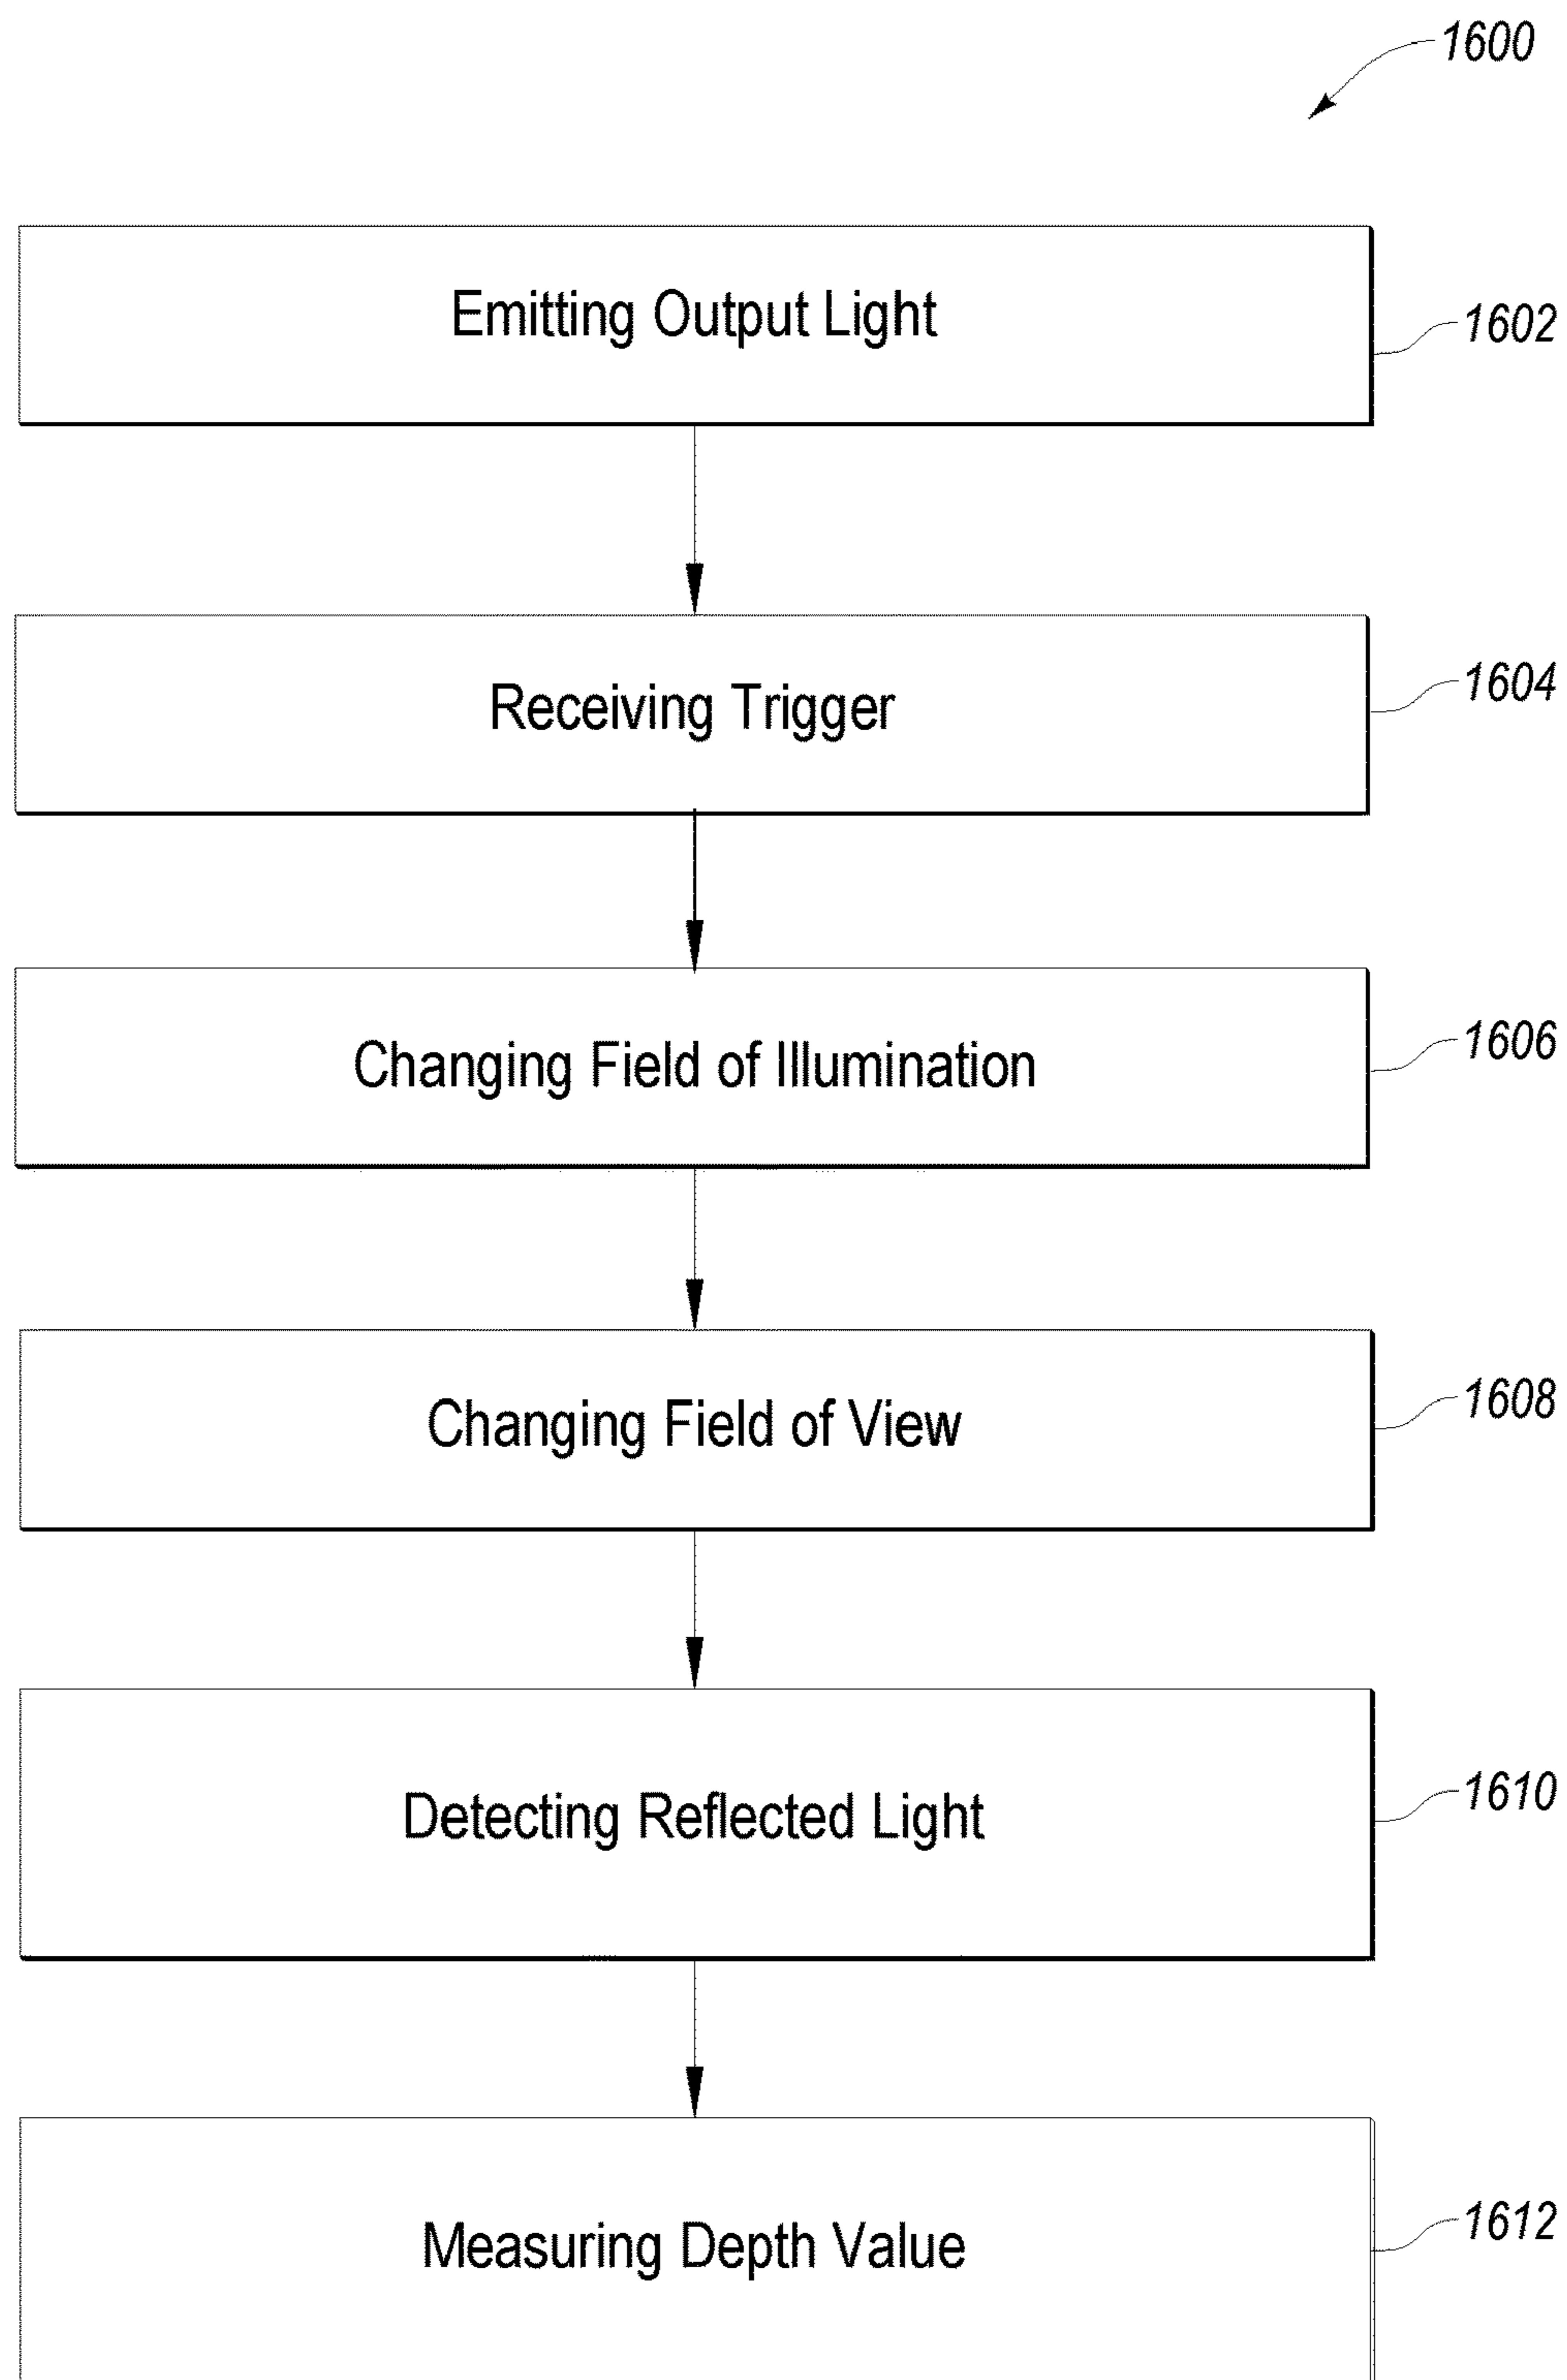 1600
Emitting Output Light
1602
Receiving Trigger
1604
Changing Field of Illumination
1606
Changing Field of View
1608
Detecting Reflected Light
1610
Measuring Depth Value
1612